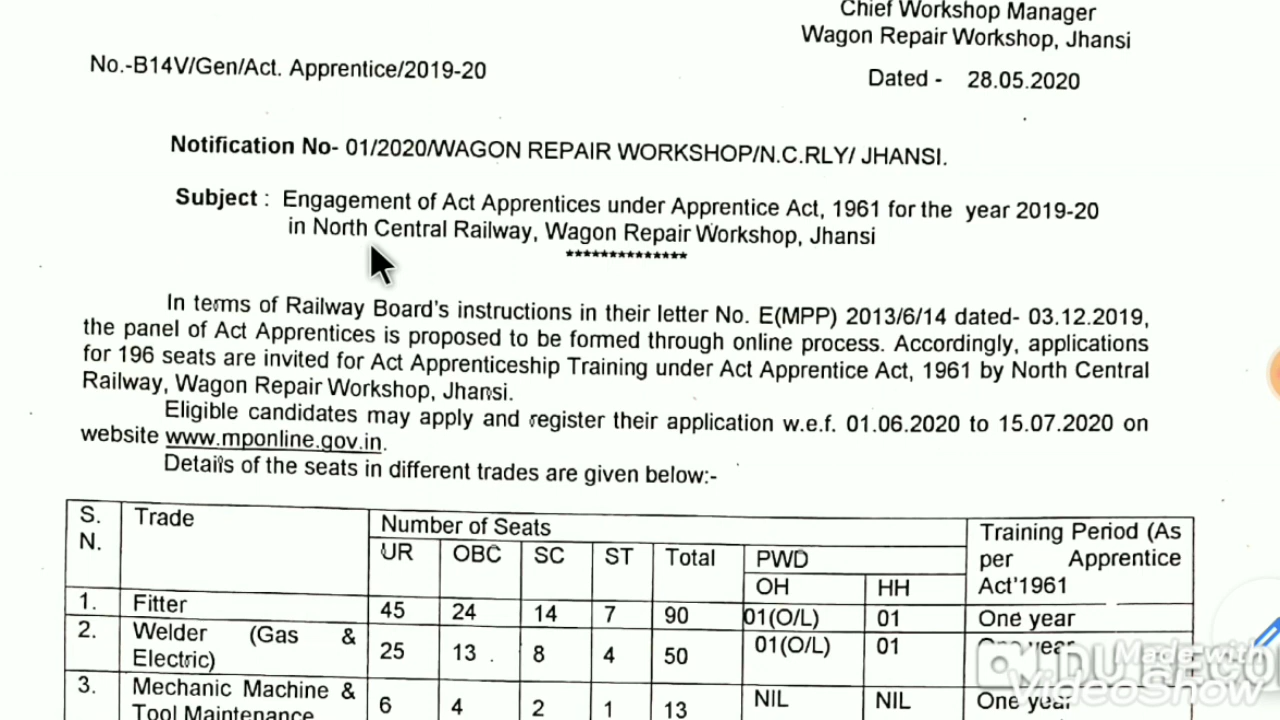 Chief Workshop Manager
Wagon Repair Workshop, Jhansi
No.-B14V/Gen/Act. Apprentice/2019-20
Dated - 28.05.2020
Notification No- 01/2020/WAGON REPAIR WORKSHOP/N.C.RLY/ JHANSI.
Subject : Engagement of Act Apprentices under Apprentice Act, 1961 for the year 2019-20
in North Central Railway, Wagon Repair Workshop, Jhansi
***************
In terms of Railway Board's instructions in their letter No. E(MPP) 2013/6/14 dated- 03.12.2019,
the panel of Act Apprentices is proposed to be formed through online process. Accordingly, applications
for 196 seats are invited for Act Apprenticeship Training under Act Apprentice Act, 1961 by North Central
Railway, Wagon Repair Workshop, Jhansi.
Eligible candidates may apply and register their application w.e.f. 01.06.2020 to 15.07.2020 on
website www.mponline.gov.in.
Details of the seats in different trades are given below:-
S. N. Trade Number of Seats Training Period (As per Apprentice Act'1961
UR OBC SC ST Total PWD
OH HH
1. Fitter 45 24 14 7 90 01(O/L) 01 One year
2. Welder (Gas & Electric) 25 13 8 4 50 01(O/L) 01 One year
3. Mechanic Machine & Tool Maintenance 6 4 2 1 13 NIL NIL One year
Made with
VideoShow